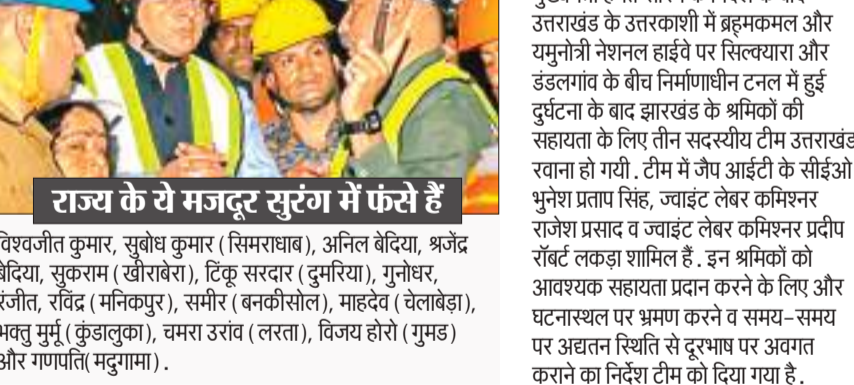 राज्य के ये मजदूर सुरंग में फंसे हैं
विश्वजीत कुमार, सुबोध कुमार (सिमराधाब), अनिल बेदिया, श्रजेंद्र
बेदिया, सुकराम (खीराबेरा), टिंकू सरदार (दुमरिया), गुनोधर,
रंजीत, रविंद्र (मनिकपुर), समीर (बनकीसोल), माहदेव (चेलाबेड़ा),
भक्तु मुर्मू (कुंडालुका), चमरा उरांव (लरता), विजय होरो (गुमड)
और गणपति(मदुगामा).
उत्तराखंड के उत्तरकाशी में ब्रह्मकमल और
यमुनोत्री नेशनल हाईवे पर सिल्क्यारा और
डंडलगांव के बीच निर्माणाधीन टनल में हुई
दुर्घटना के बाद झारखंड के श्रमिकों की
सहायता के लिए तीन सदस्यीय टीम उत्तराखंड
रवाना हो गयी. टीम में जैप आईटी के सीईओ
भुनेश प्रताप सिंह, ज्वाइंट लेबर कमिश्नर
राजेश प्रसाद व ज्वाइंट लेबर कमिश्नर प्रदीप
रॉबर्ट लकड़ा शामिल हैं. इन श्रमिकों को
आवश्यक सहायता प्रदान करने के लिए और
घटनास्थल पर भ्रमण करने व समय-समय
पर अद्यतन स्थिति से दूरभाष पर अवगत
कराने का निर्देश टीम को दिया गया है.